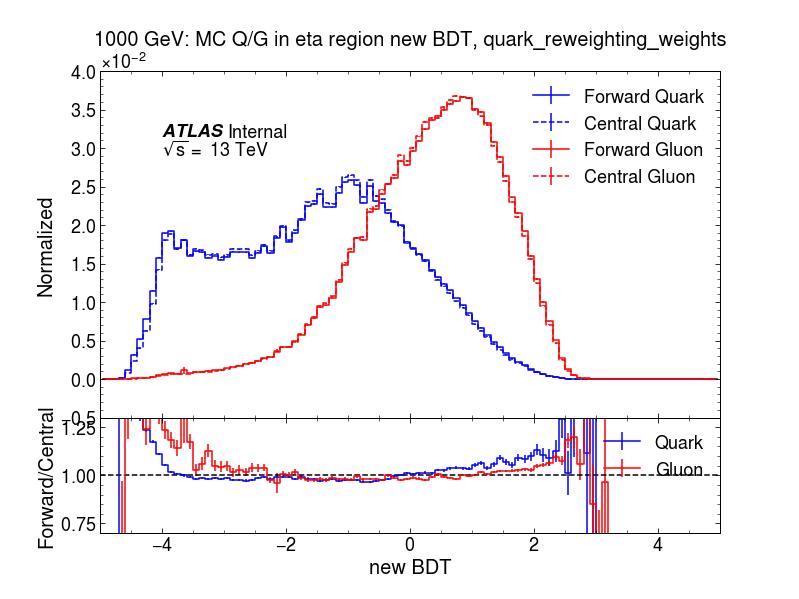 1000 GeV: MC Q/G in eta region new BDT, quark_reweighting_weights
×10⁻²
4.0
3.5
3.0
2.5
2.0
1.5
1.0
0.5
0.0
−0.5
Normalized
ATLAS Internal
√s = 13 TeV
Forward Quark
Central Quark
Forward Gluon
Central Gluon
1.25
1.00
0.75
Forward/Central
Quark
Gluon
−4 −2 0 2 4
new BDT